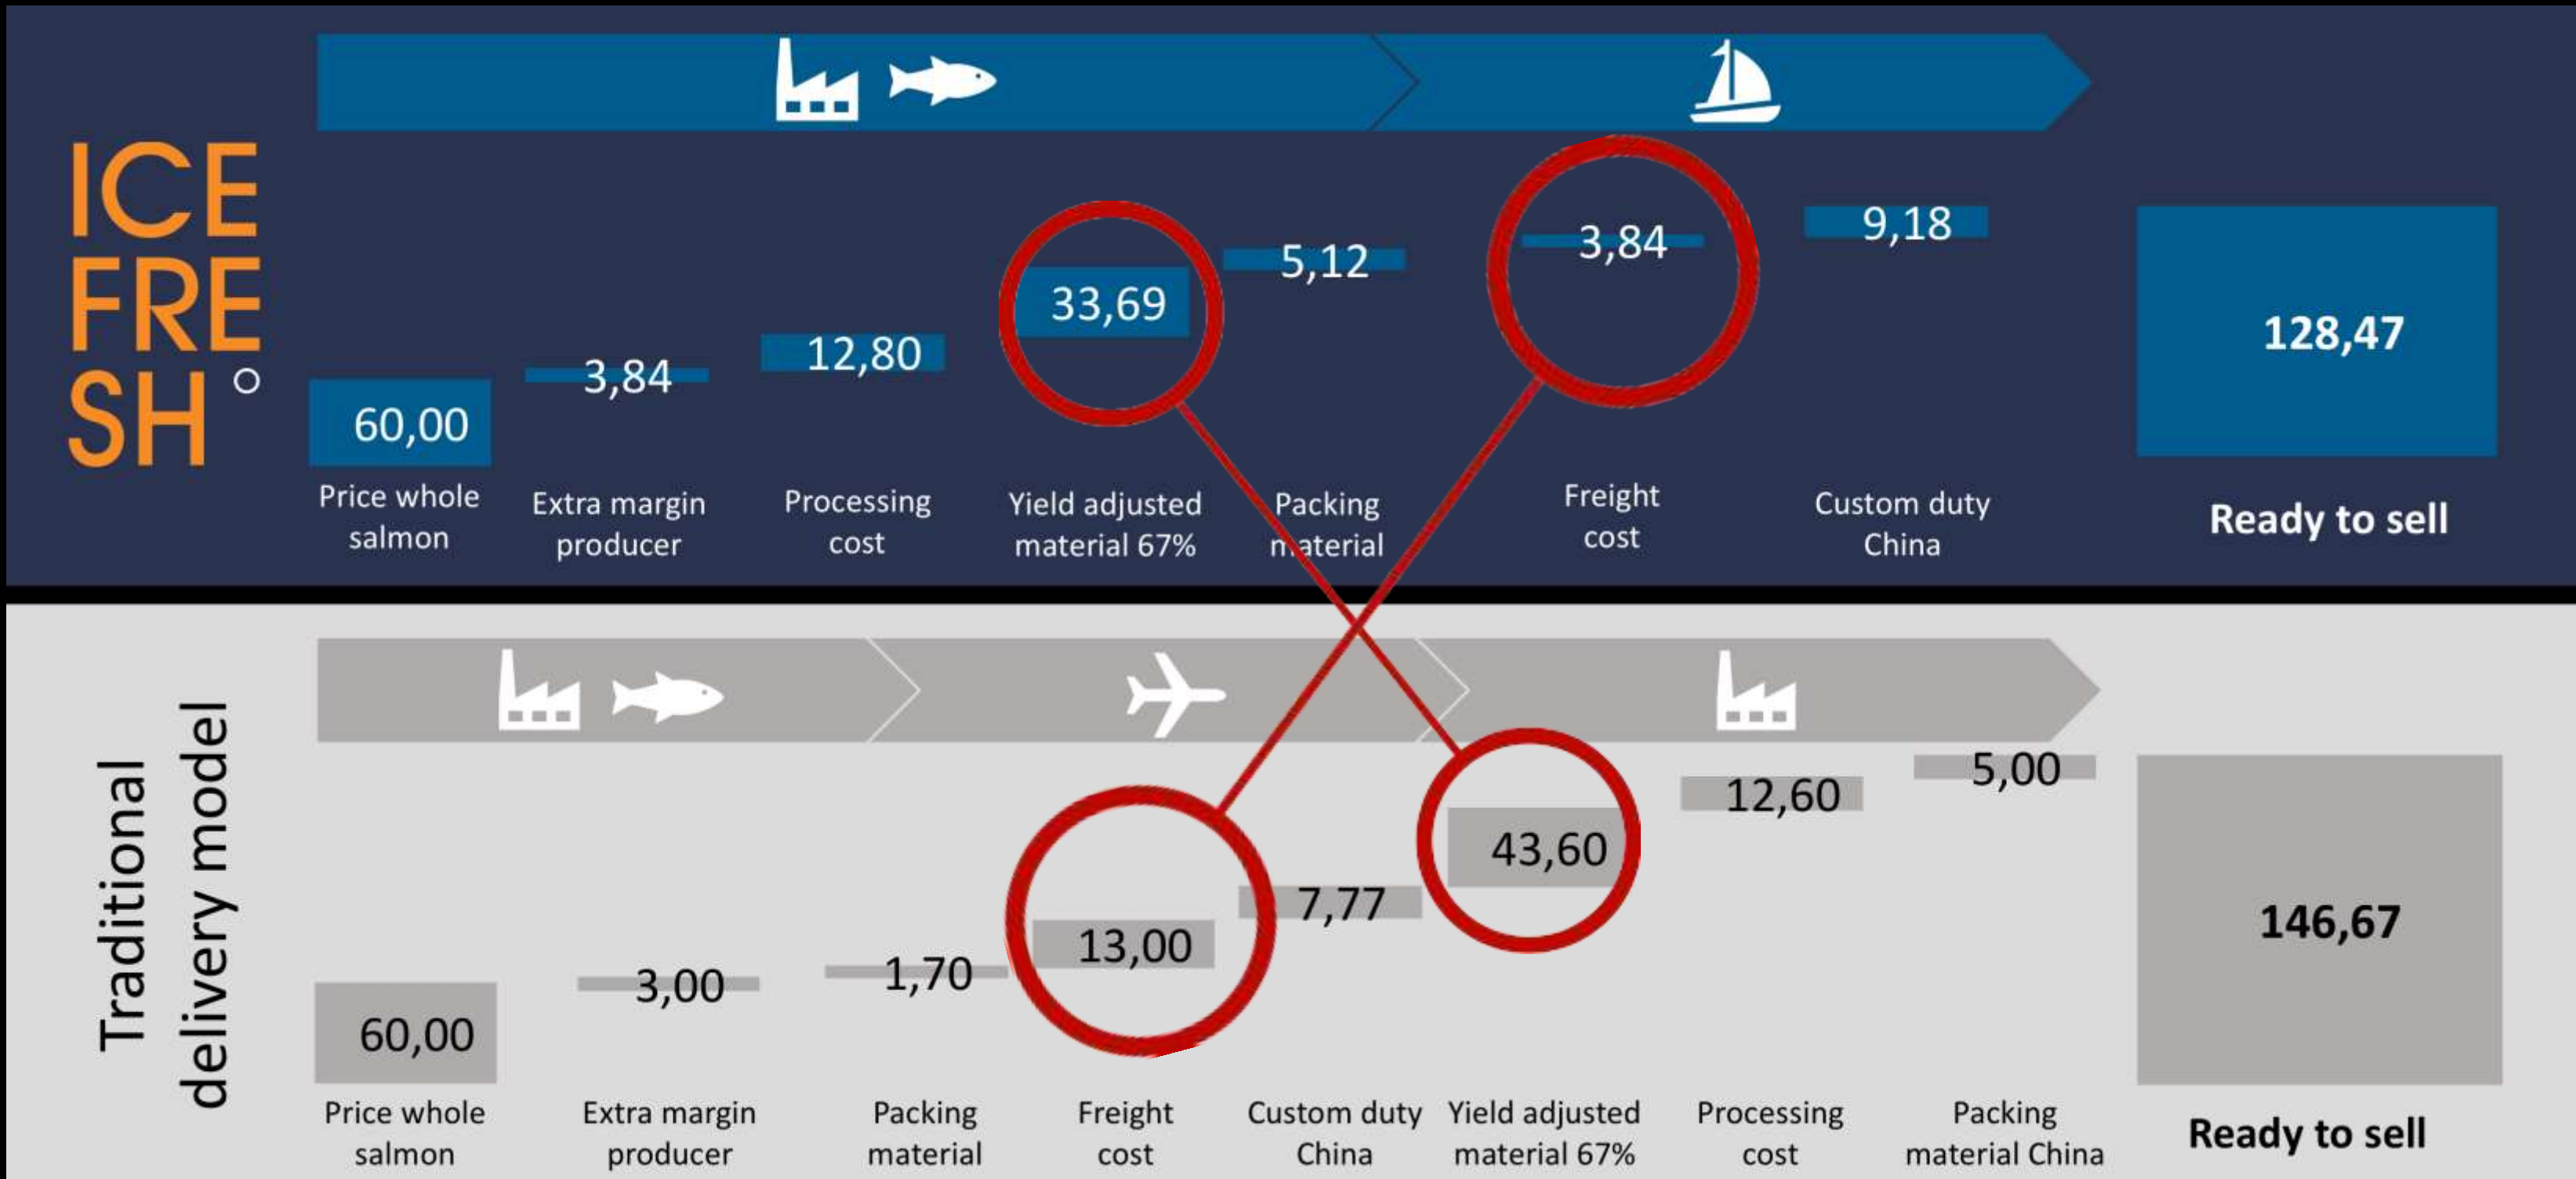 ICE
FRE
SH °
60,00
3,84
12,80
33,69
5,12
3,84
9,18
128,47
Price whole
salmon
Extra margin
producer
Processing
cost
Yield adjusted
material 67%
Packing
material
Freight
cost
Custom duty
China
Ready to sell
Traditional
delivery model
60,00
3,00
1,70
13,00
7,77
43,60
12,60
5,00
146,67
Price whole
salmon
Extra margin
producer
Packing
material
Freight
cost
Custom duty
China
Yield adjusted
material 67%
Processing
cost
Packing
material China
Ready to sell